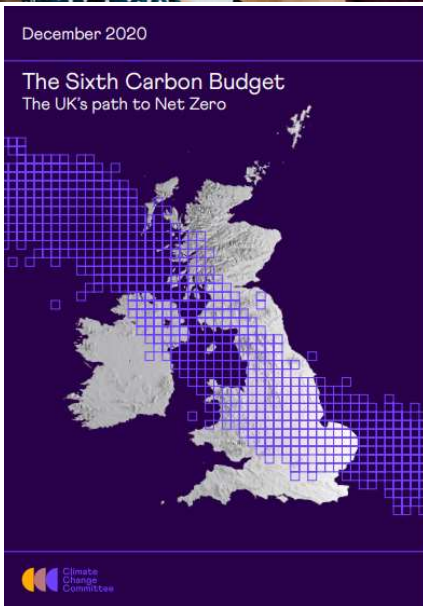 December 2020
The Sixth Carbon Budget
The UK's path to Net Zero
Climate
Change
Committee